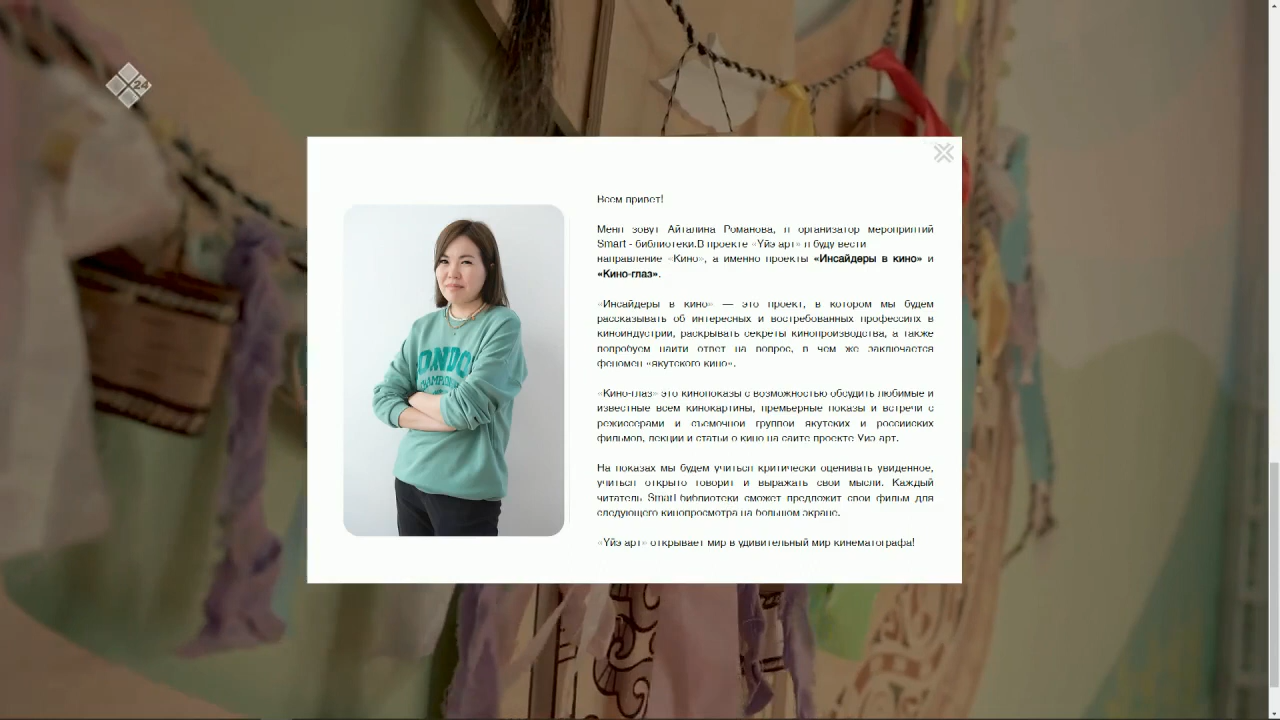 24
Всем привет!
Меня зовут Айталина Романова, я организатор мероприятий
Smart - библиотеки.В проекте «Үйэ арт» я буду вести
направление «Кино», а именно проекты «Инсайдеры в кино» и
«Кино-глаз».
«Инсайдеры в кино» — это проект, в котором мы будем
рассказывать об интересных и востребованных профессиях в
киноиндустрии, раскрывать секреты кинопроизводства, а также
попробуем найти ответ на вопрос, в чем же заключается
феномен «якутского кино».
«Кино-глаз» это кинопоказы с возможностью обсудить любимые и
известные всем кинокартины, премьерные показы и встречи с
режиссерами и съемочной группой якутских и российских
фильмов, лекции и статьи о кино на сайте проекте Үйэ арт.
На показах мы будем учиться критически оценивать увиденное,
учиться открыто говорит и выражать свои мысли. Каждый
читатель Smart-библиотеки сможет предложит свой фильм для
следующего кинопросмотра на большом экране.
«Үйэ арт» открывает мир в удивительный мир кинематографа!
LONDON